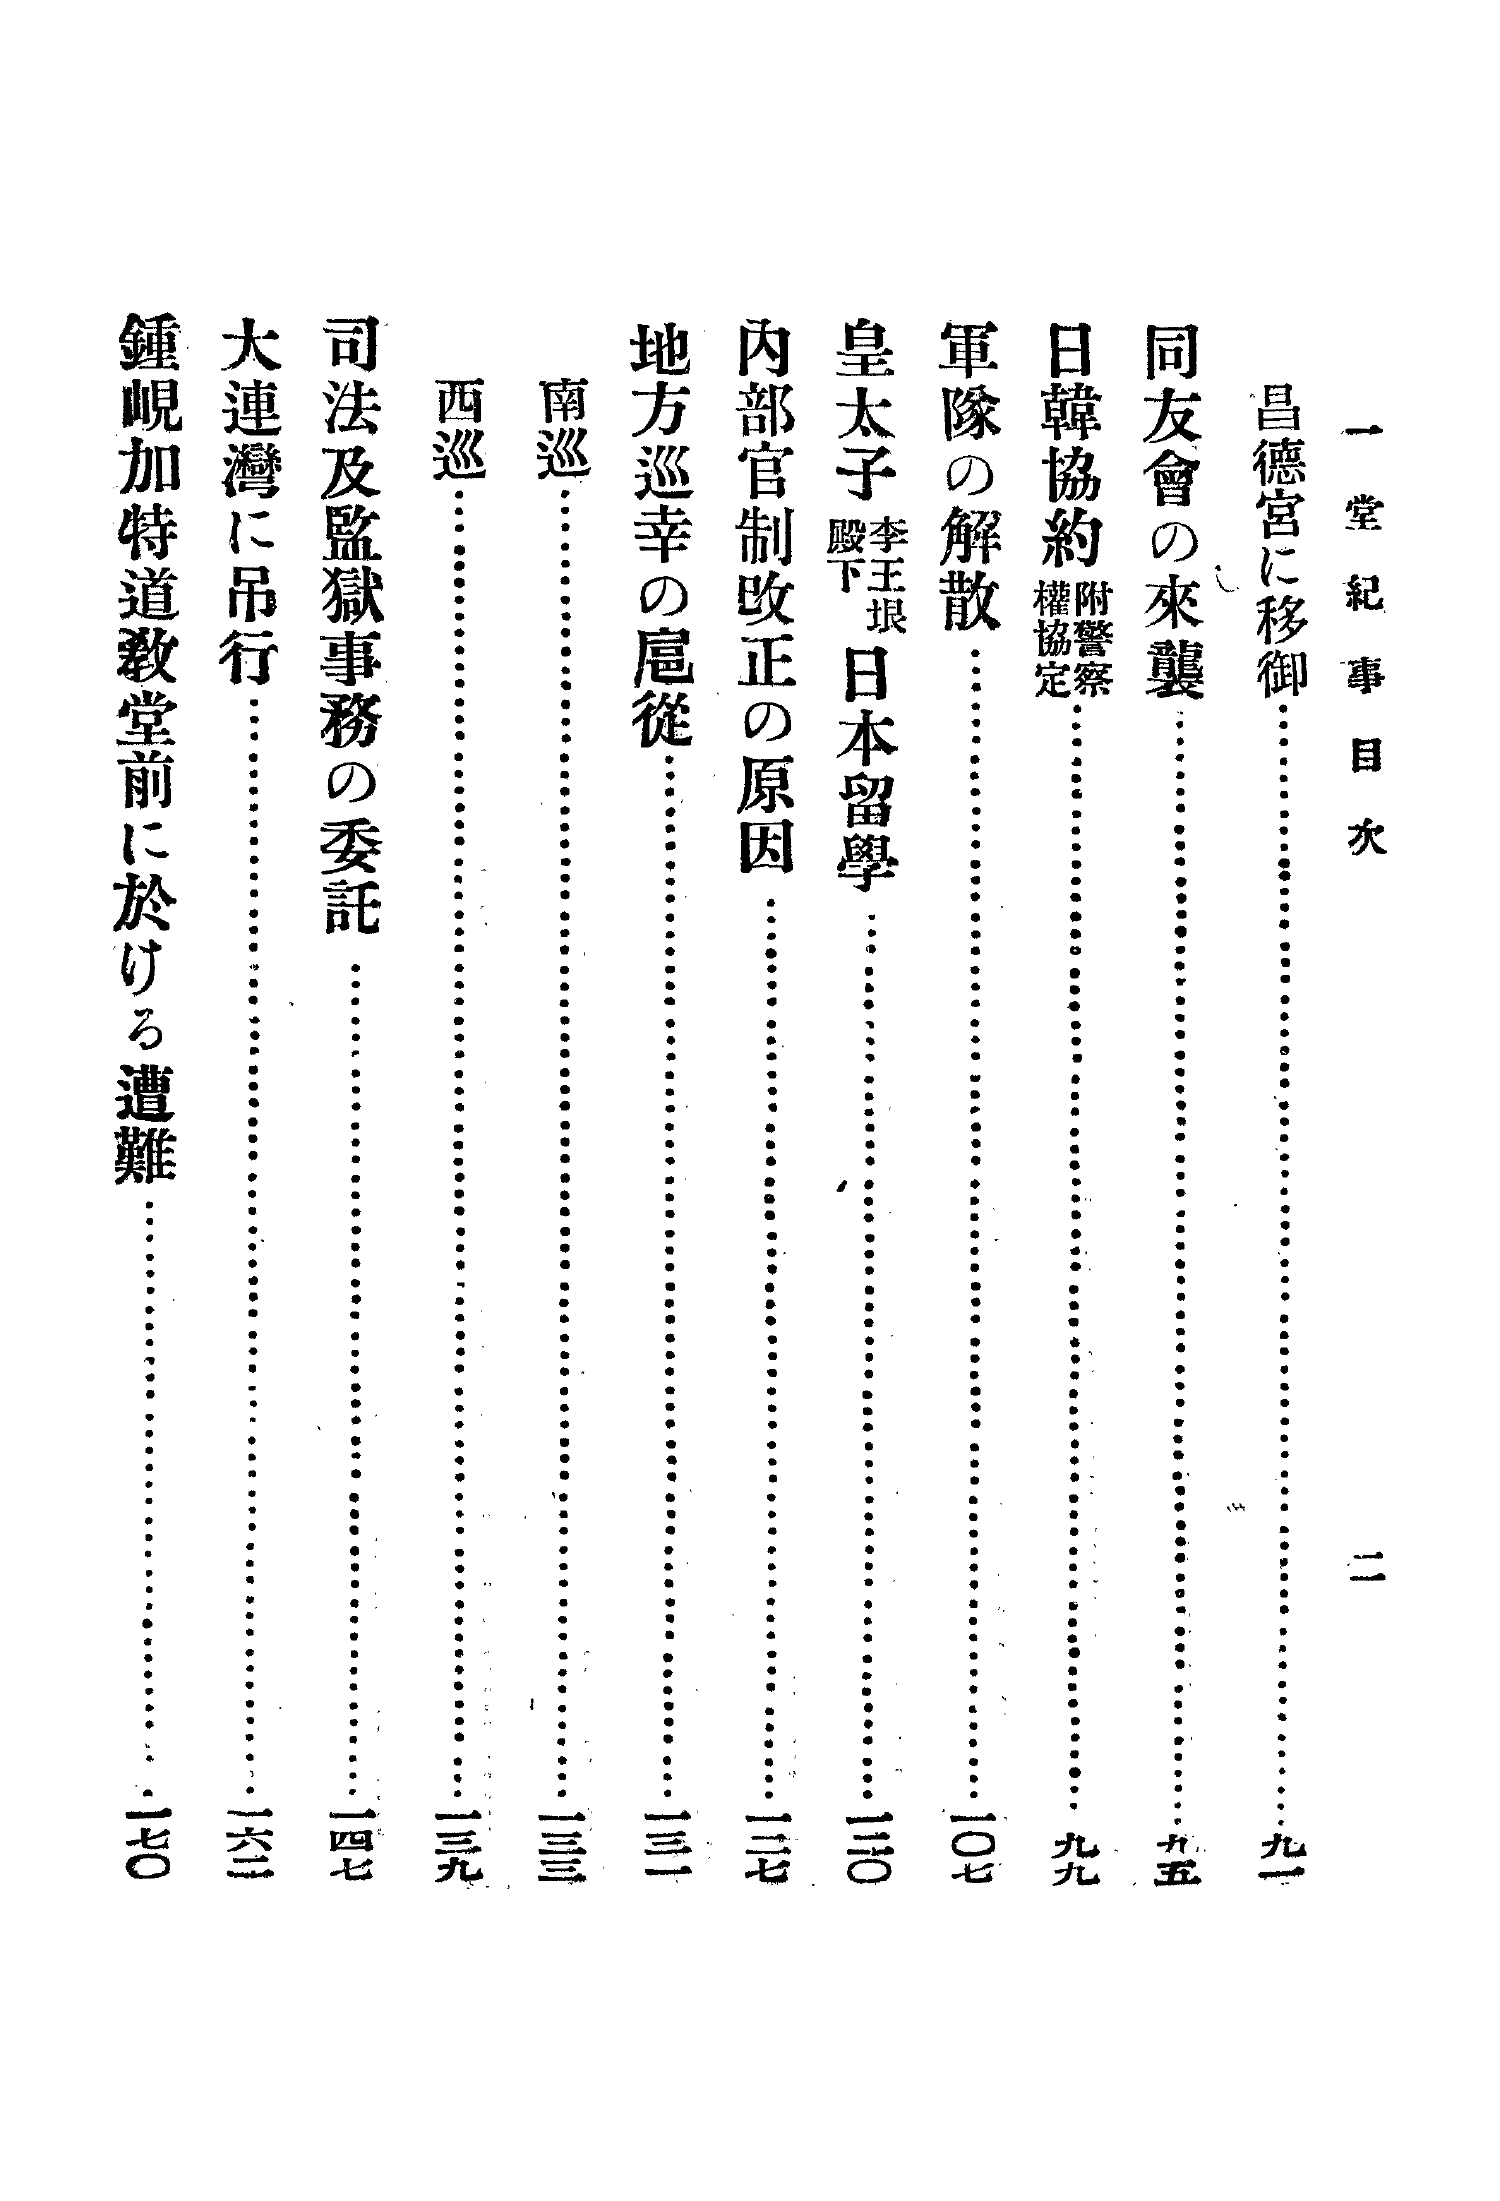 一堂紀事目次 二
昌德宮に移御……九一
同友會の來襲……九五
日韓協約 附警察權協定……九九
軍隊の解散……一〇七
皇太子 李王垠殿下 日本留學……一二〇
內部官制改正の原因……一二七
地方巡幸の扈從……一三一
南巡……一三三
西巡……一三九
司法及監獄事務の委託……一四七
大連灣に吊行……一六二
鍾峴加特道敎堂前に於ける遭難……一七〇